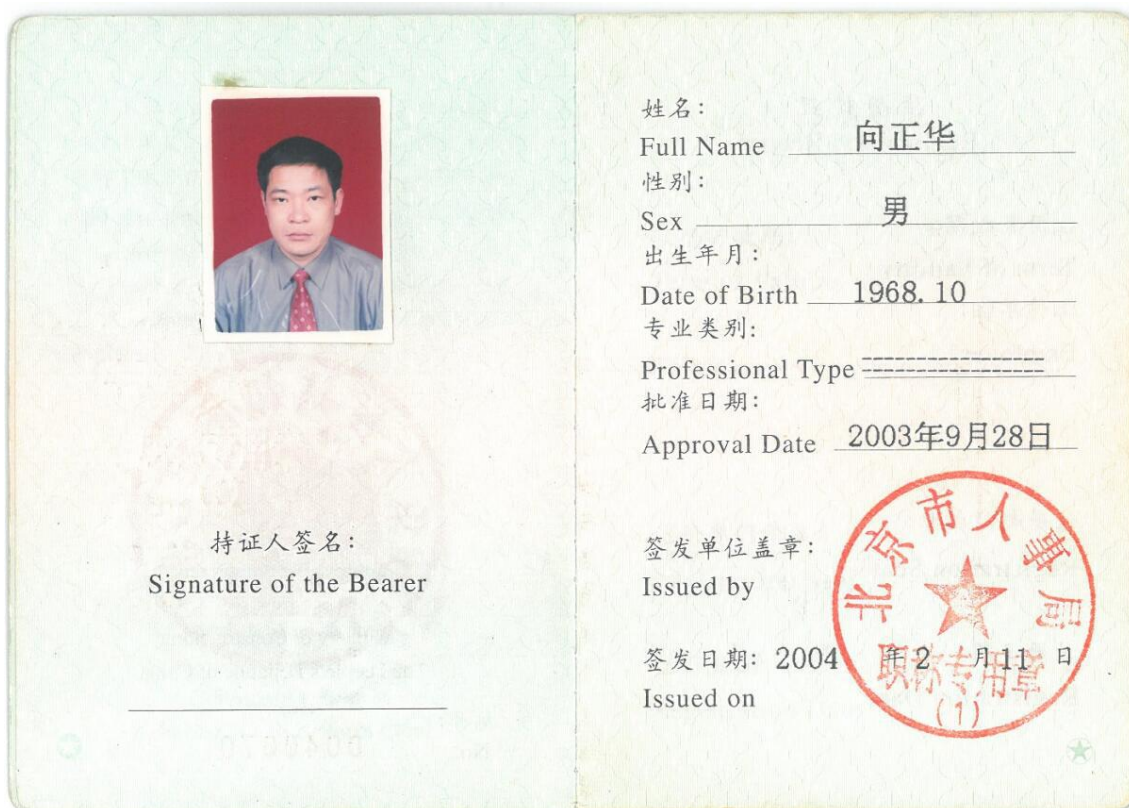 持证人签名:
Signature of the Bearer
姓名:
Full Name 向正华
性别:
Sex 男
出生年月:
Date of Birth 1968.10
专业类别:
Professional Type ================
批准日期:
Approval Date 2003年9月28日
签发单位盖章:
Issued by
北京市人事局
签发日期: 2004 年 2 月 11 日
职称专用章
(1)
Issued on